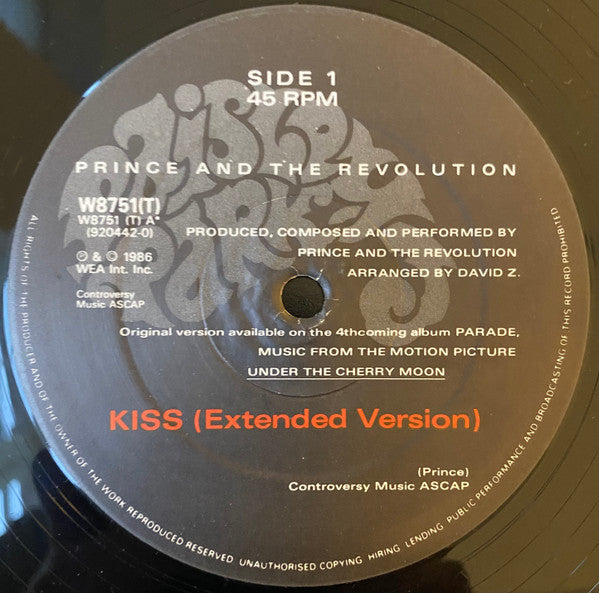 SIDE 1
45 RPM
PAISLEY
PARK
PRINCE AND THE REVOLUTION
W8751(T)
W8751 (T) A*
(920442-0)
PRODUCED, COMPOSED AND PERFORMED BY
PRINCE AND THE REVOLUTION
ARRANGED BY DAVID Z.
℗ & © 1986
WEA Int. Inc.
Controversy
Music ASCAP
Original version available on the 4thcoming album PARADE,
MUSIC FROM THE MOTION PICTURE
UNDER THE CHERRY MOON
KISS (Extended Version)
(Prince)
Controversy Music ASCAP
ALL RIGHTS OF THE PRODUCER AND OF THE OWNER OF THE WORK REPRODUCED RESERVED UNAUTHORISED COPYING, HIRING, LENDING, PUBLIC PERFORMANCE AND BROADCASTING OF THIS RECORD PROHIBITED